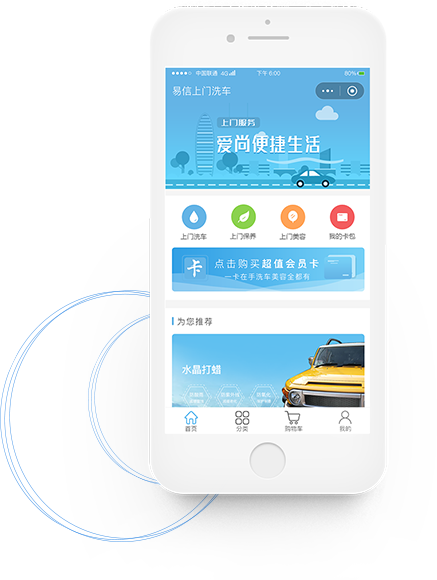 中国联通 4G 下午 6:00 80%
易信上门洗车
上门服务
爱尚便捷生活
上门洗车 上门保养 上门美容 我的卡包
卡 点击购买超值会员卡
一卡在手洗车美容全都有
为您推荐
水晶打蜡
首页 分类 购物车 我的